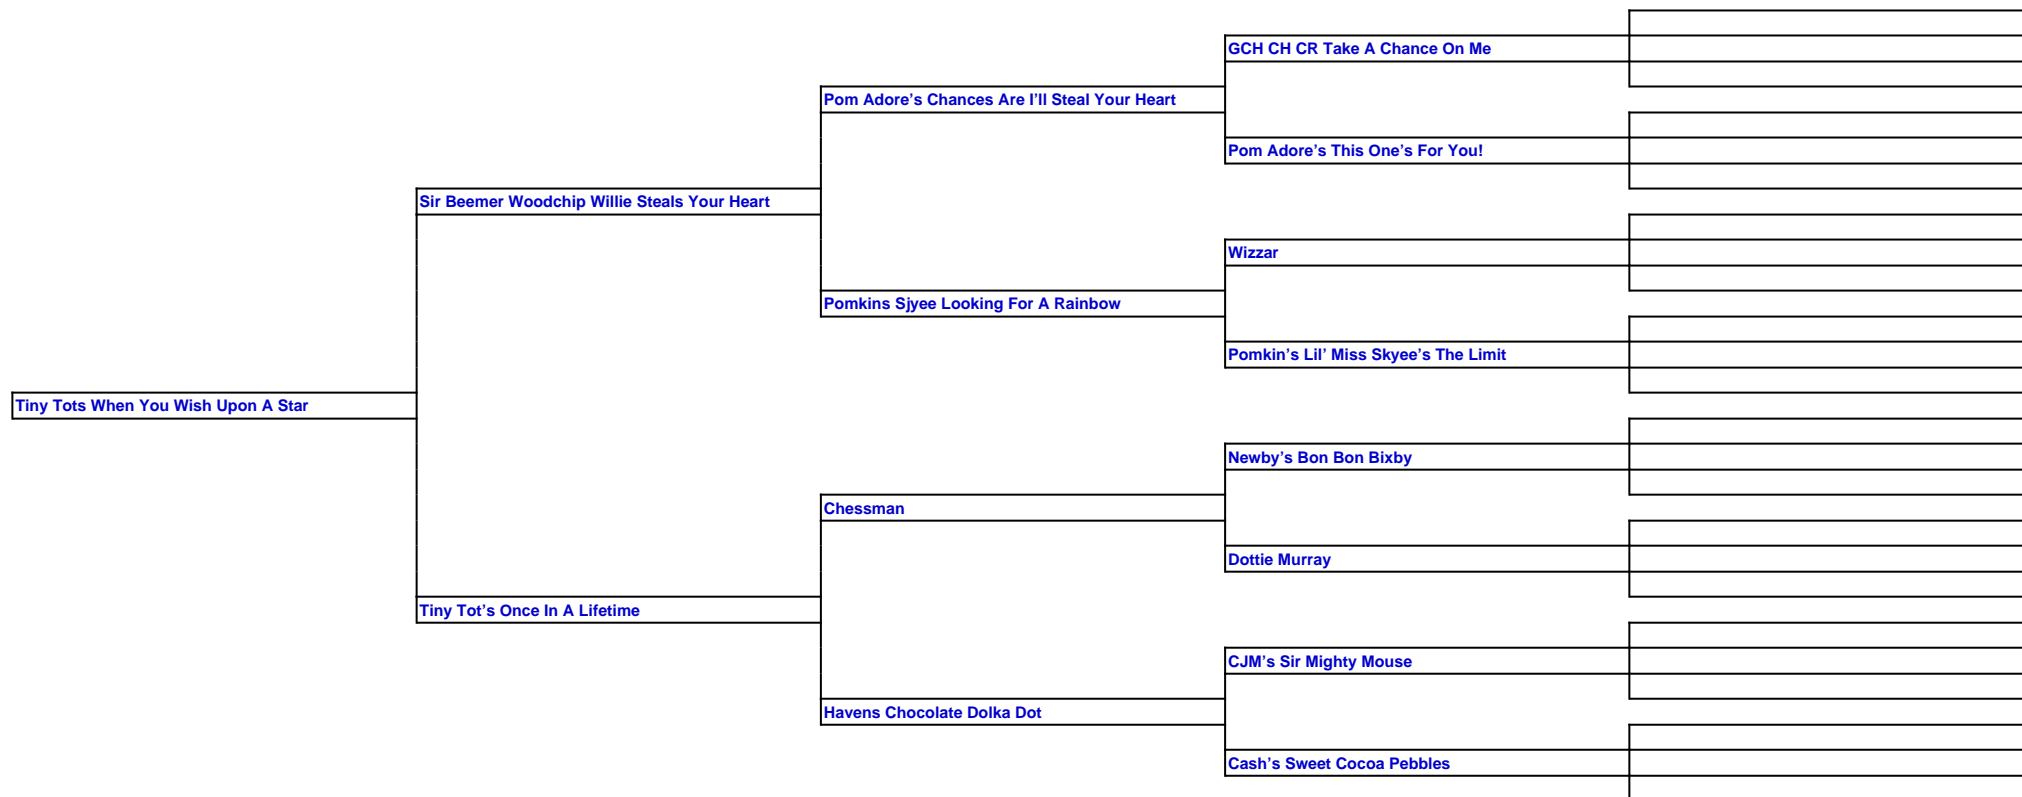 GCH CH CR Take A Chance On Me
Pom Adore’s Chances Are I’ll Steal Your Heart
Pom Adore’s This One’s For You!
Sir Beemer Woodchip Willie Steals Your Heart
Wizzar
Pomkins Sjyee Looking For A Rainbow
Pomkin’s Lil’ Miss Skyee’s The Limit
Tiny Tots When You Wish Upon A Star
Newby’s Bon Bon Bixby
Chessman
Dottie Murray
Tiny Tot’s Once In A Lifetime
CJM’s Sir Mighty Mouse
Havens Chocolate Dolka Dot
Cash’s Sweet Cocoa Pebbles